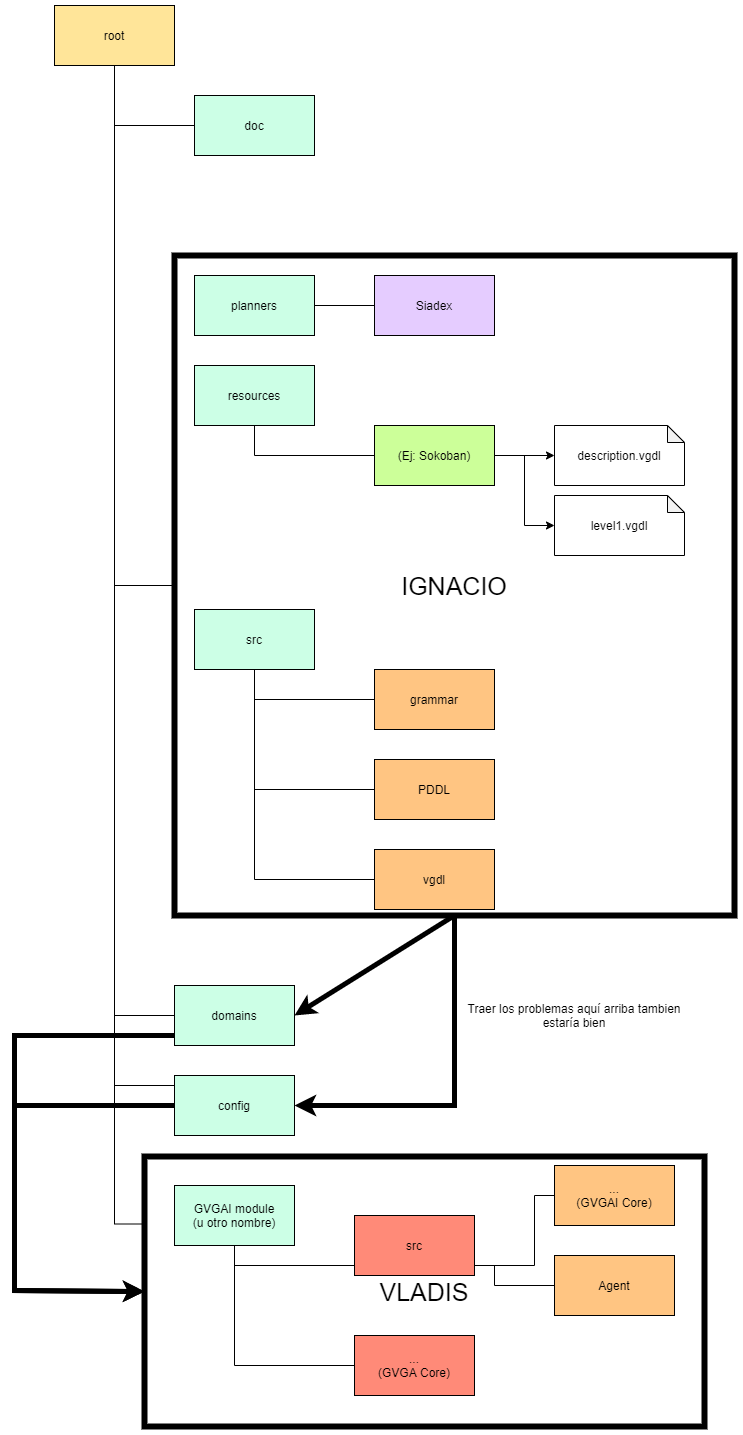 root
doc
planners
Siadex
resources
(Ej: Sokoban)
description.vgdl
level1.vgdl
IGNACIO
src
grammar
PDDL
vgdl
domains
Traer los problemas aquí arriba tambien
estaría bien
config
GVGAI module
(u otro nombre)
src
...
(GVGAI Core)
VLADIS
Agent
...
(GVGA Core)